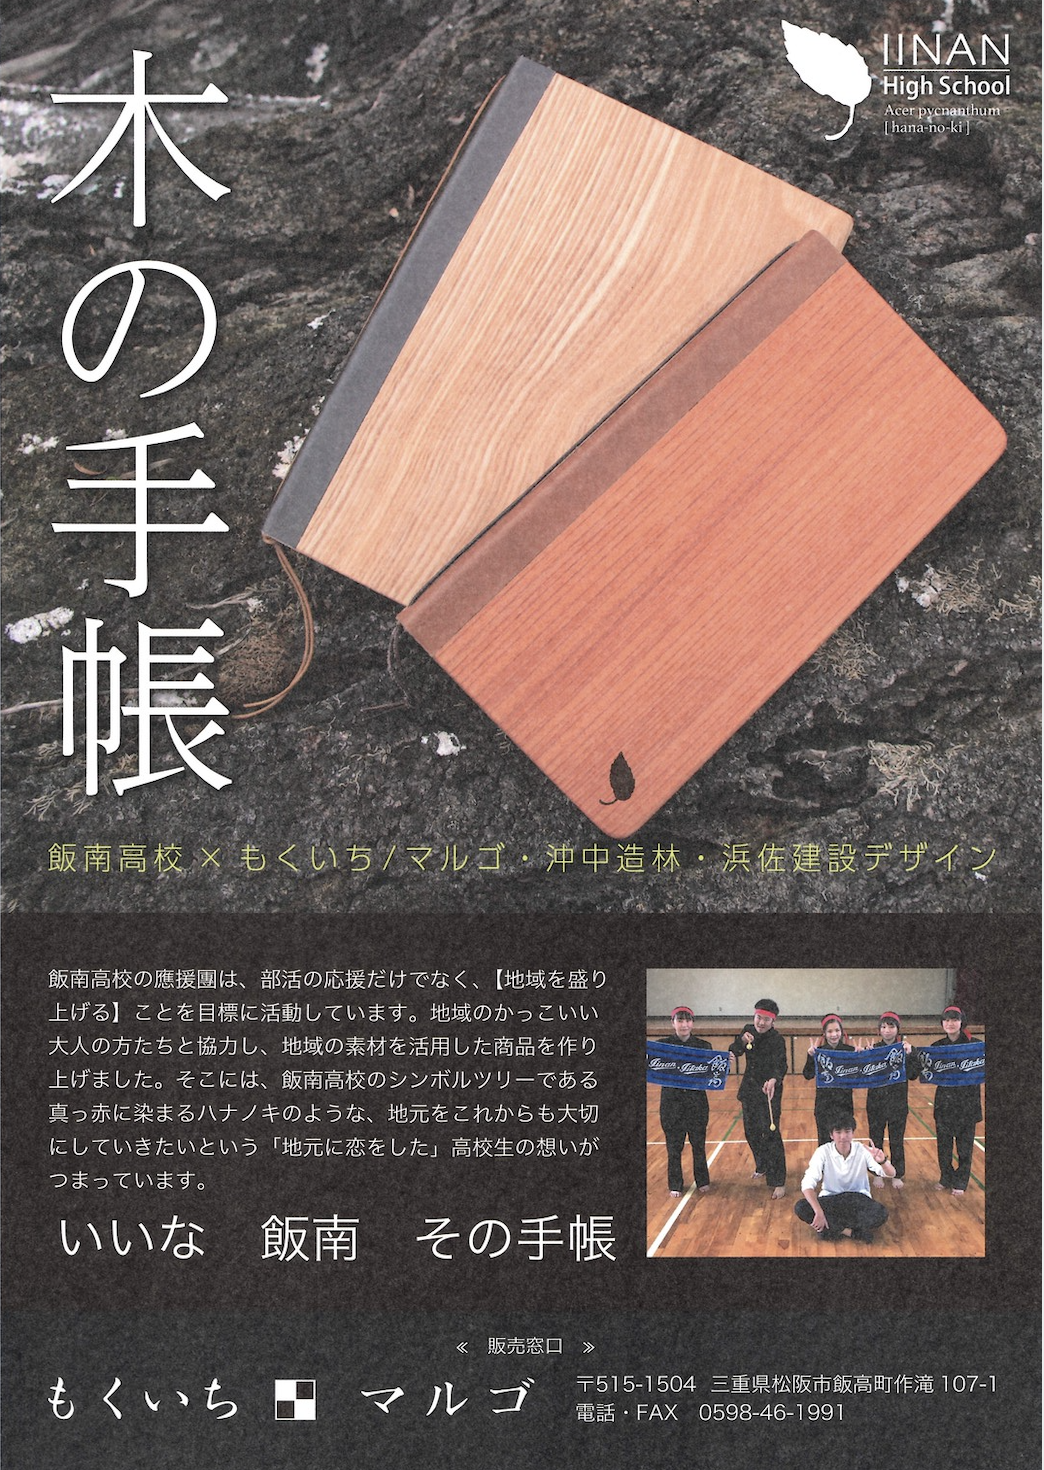 木の手帳
IINAN
High School
Acer pycnanthum
[hana-no-ki]
飯南高校 × もくいち/マルゴ・沖中造林・浜佐建設デザイン
飯南高校の應援團は、部活の応援だけでなく、【地域を盛り
上げる】ことを目標に活動しています。地域のかっこいい
大人の方たちと協力し、地域の素材を活用した商品を作り
上げました。そこには、飯南高校のシンボルツリーである
真っ赤に染まるハナノキのような、地元をこれからも大切
にしていきたいという「地元に恋をした」高校生の想いが
つまっています。
いいな　飯南　その手帳
≪　販売窓口　≫
もくいち マルゴ
〒515-1504 三重県松阪市飯高町作滝 107-1
電話・FAX　0598-46-1991